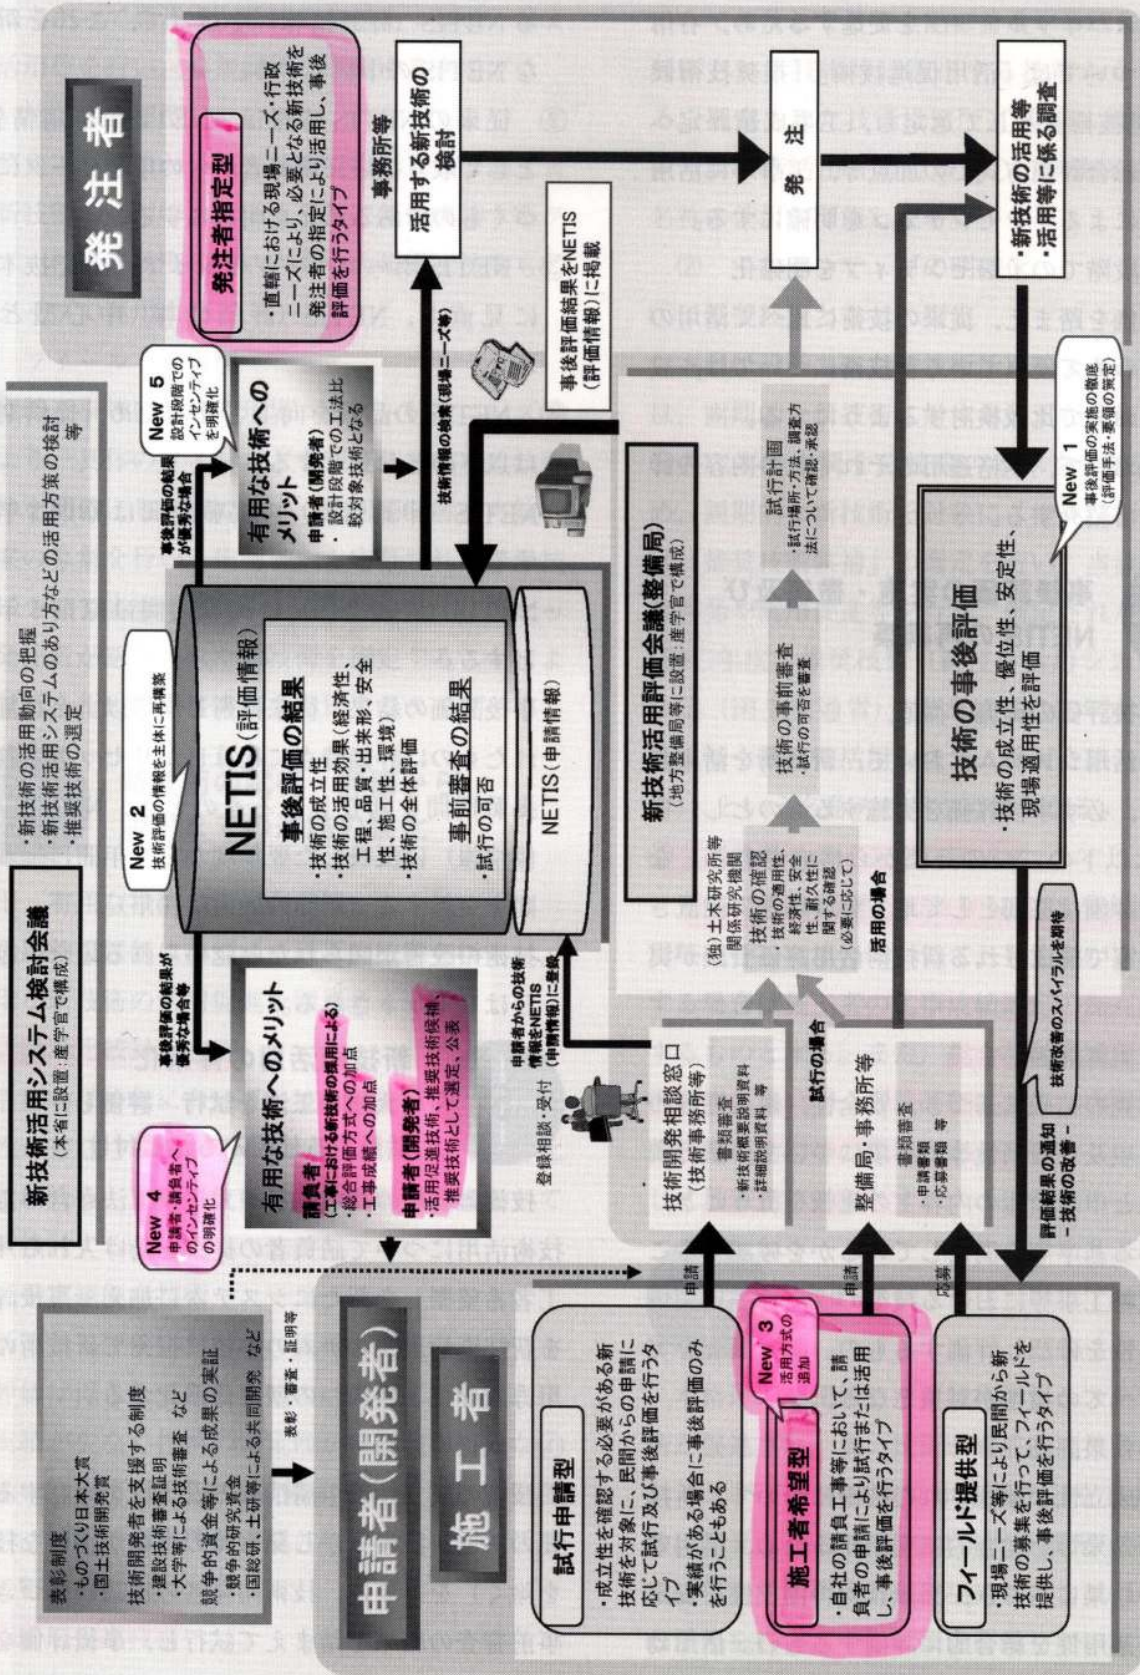 新技術活用システム検討会議
(本省に設置:産学官で構成)
・新技術の活用動向の把握
・新技術活用システムのあり方などの活用方策の検討
・推奨技術の選定　　等
表彰制度
・ものづくり日本大賞
・国土技術開発賞
技術開発者を支援する制度
・建設技術審査証明
・大学等による技術審査　など
競争的資金等による成果の実証
・競争的研究資金
・国総研、土研等による共同開発　など
表彰・審査・証明等
New 4
申請者・請負者へ
のインセンティブ
の明確化
有用な技術へのメリット
請負者
(工事における新技術の採用による)
・総合評価方式への加点
・工事成績への加点
申請者(開発者)
・活用促進技術、推奨技術候補、
推奨技術として選定、公表
事後評価の結果が
優秀な場合等
New 2
技術評価の情報を主体に再構築
NETIS(評価情報)
事後評価の結果
・技術の成立性
・技術の活用効果(経済性、
工程、品質・出来形、安全
性、施工性、環境)
・技術の全体評価
事前審査の結果
・試行の可否
NETIS(申請情報)
事後評価の結果
が優秀な場合
New 5
設計段階での
インセンティブ
を明確化
有用な技術への
メリット
申請者(開発者)
・設計段階での工法比
較対象技術となる
技術情報の検索(現場ニーズ等)
発注者
発注者指定型
・直轄における現場ニーズ・行政
ニーズにより、必要となる新技術を
発注者の指定により活用し、事後
評価を行うタイプ
事務所等
活用する新技術の
検討
発　注
・新技術の活用等
・活用等に係る調査
事後評価結果をNETIS
(評価情報)に掲載
申請者(開発者)
施工者
試行申請型
・成立性を確認する必要がある新
技術を対象に、民間からの申請に
応じて試行及び事後評価を行うタ
イプ
・実績がある場合に事後評価のみ
を行うこともある
New 3
活用方式の
追加
施工者希望型
・自社の請負工事等において、請
負者の申請により試行または活用
し、事後評価を行うタイプ
フィールド提供型
・現場ニーズ等により民間から新
技術の募集を行って、フィールドを
提供し、事後評価を行うタイプ
申請
申請
応募
登録相談・受付
申請者からの技術
情報をNETIS
(申請情報)に登録
技術開発相談窓口
(技術事務所等)
書類審査
・新技術概要説明資料
・詳細説明資料　等
整備局・事務所等
書類審査
・申請書類
・応募書類　等
試行の場合
活用の場合
新技術活用評価会議(整備局)
(地方整備局等に設置:産学官で構成)
(独)土木研究所等
関係研究機関
技術の確認
・技術の適用性、
経済性、安全
性、耐久性に
関する確認
(必要に応じて)
技術の事前審査
・試行の可否を審査
試行計画
・試行場所・方法、調査方
法について確認・承認
技術の事後評価
・技術の成立性、優位性、安定性、
現場適用性を評価
New 1
事後評価の実施の徹底
(評価手法・要領の策定)
技術改善のスパイラルを期待
評価結果の通知
－技術の改善－